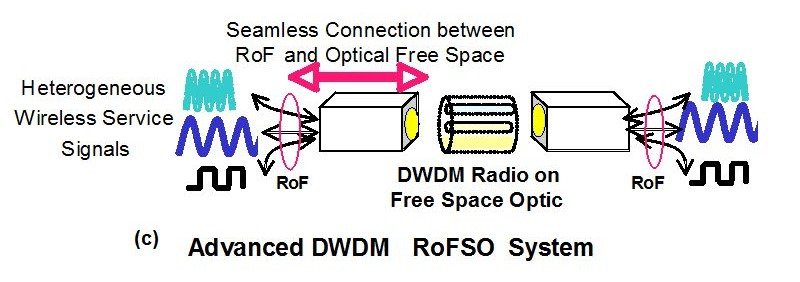 Seamless Connection between
RoF and Optical Free Space
Heterogeneous
Wireless Service
Signals
RoF
DWDM Radio on
Free Space Optic
RoF
(c) Advanced DWDM RoFSO System